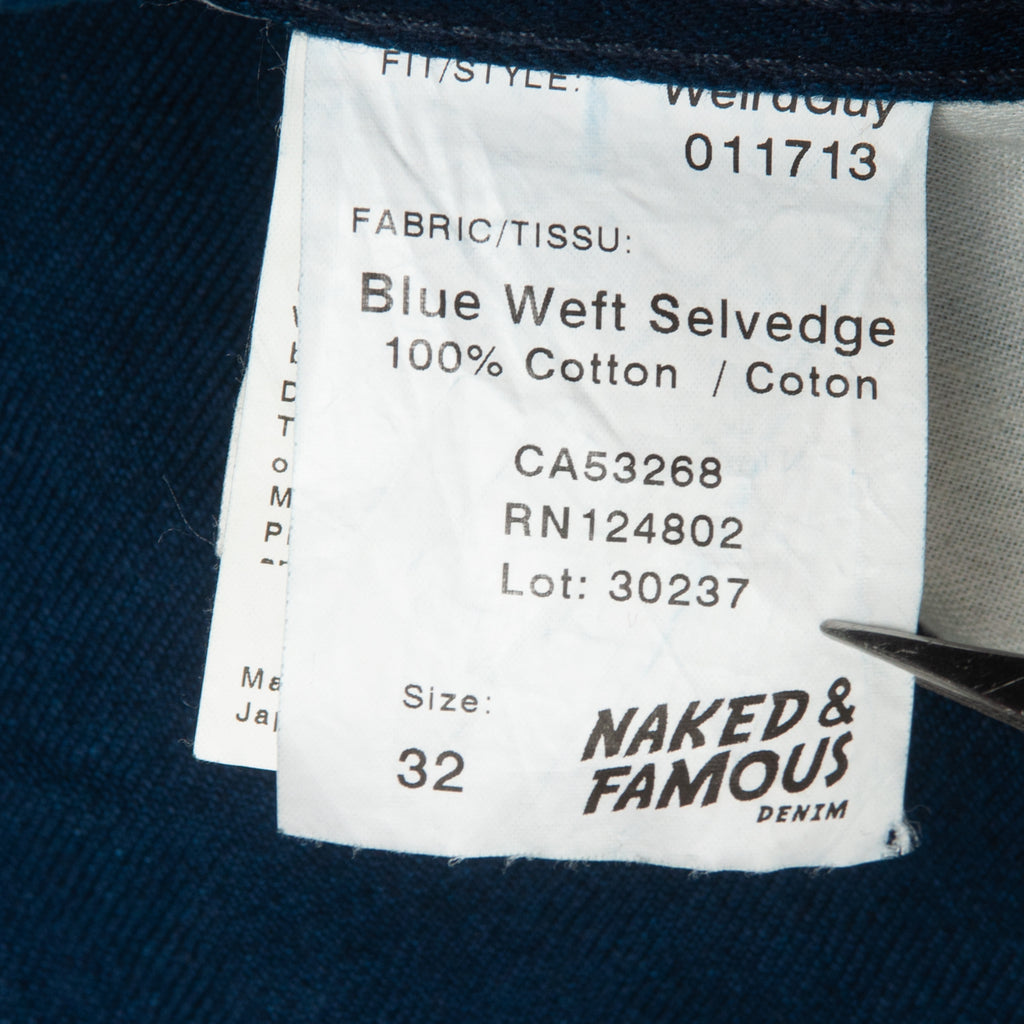 FIT/STYLE: WeirdGuy
011713
FABRIC/TISSU:
Blue Weft Selvedge
100% Cotton / Coton
CA53268
RN124802
Lot: 30237
Size:
32
NAKED &
FAMOUS
DENIM